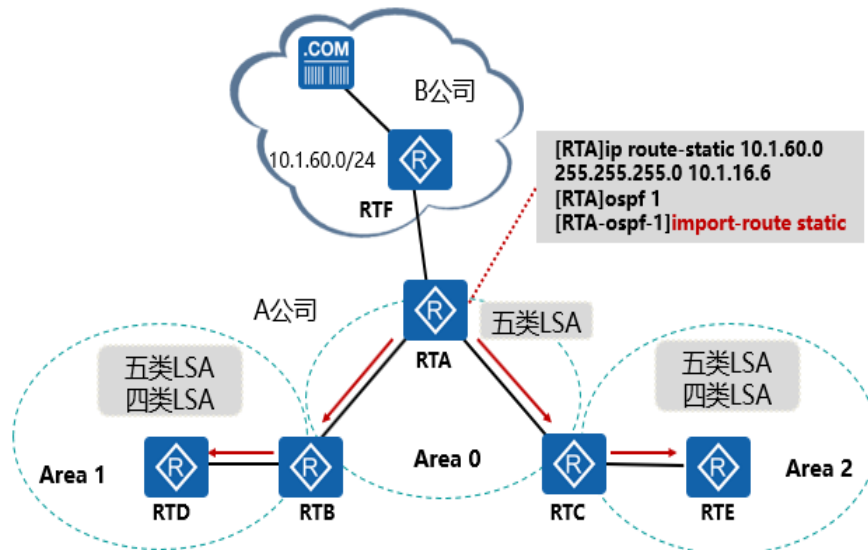 .COM
B公司
10.1.60.0/24
R
RTF
[RTA]ip route-static 10.1.60.0
255.255.255.0 10.1.16.6
[RTA]ospf 1
[RTA-ospf-1]import-route static
A公司
R
RTA
五类LSA
五类LSA
四类LSA
五类LSA
四类LSA
Area 1
R
RTD
R
RTB
Area 0
R
RTC
R
RTE
Area 2